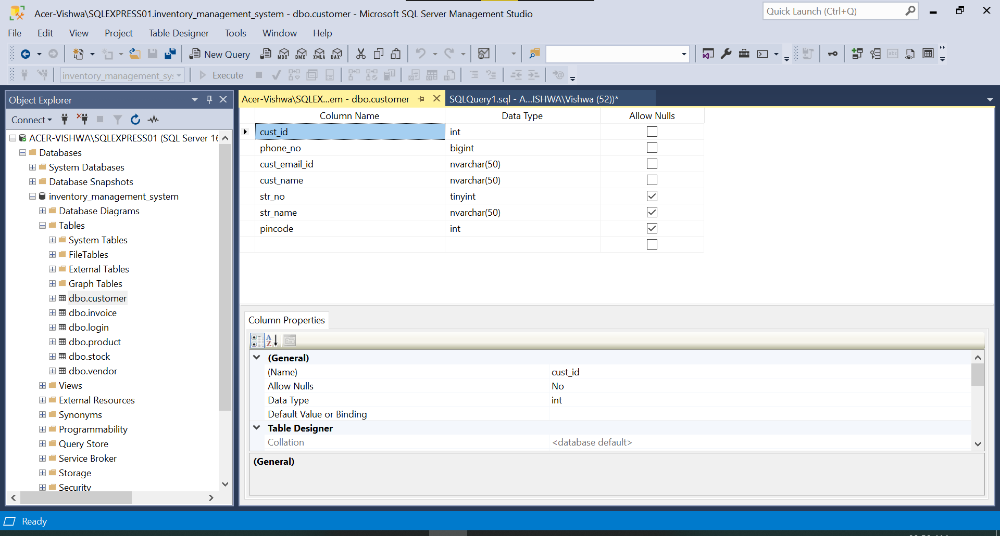 Acer-Vishwa\SQLEXPRESS01.inventory_management_system - dbo.customer - Microsoft SQL Server Management Studio
Quick Launch (Ctrl+Q)
File Edit View Project Table Designer Tools Window Help
New Query MDX DMX XMLA DAX
inventory_management_sy: Execute
Object Explorer
Connect
ACER-VISHWA\SQLEXPRESS01 (SQL Server 16
Databases
System Databases
Database Snapshots
inventory_management_system
Database Diagrams
Tables
System Tables
FileTables
External Tables
Graph Tables
dbo.customer
dbo.invoice
dbo.login
dbo.product
dbo.stock
dbo.vendor
Views
External Resources
Synonyms
Programmability
Query Store
Service Broker
Storage
Security
Acer-Vishwa\SQLEX...em - dbo.customer
SQLQuery1.sql - A...ISHWA\Vishwa (52))*
Column Name Data Type Allow Nulls
cust_id int
phone_no bigint
cust_email_id nvarchar(50)
cust_name nvarchar(50)
str_no tinyint
str_name nvarchar(50)
pincode int
Column Properties
(General)
(Name) cust_id
Allow Nulls No
Data Type int
Default Value or Binding
Table Designer
Collation <database default>
(General)
Ready